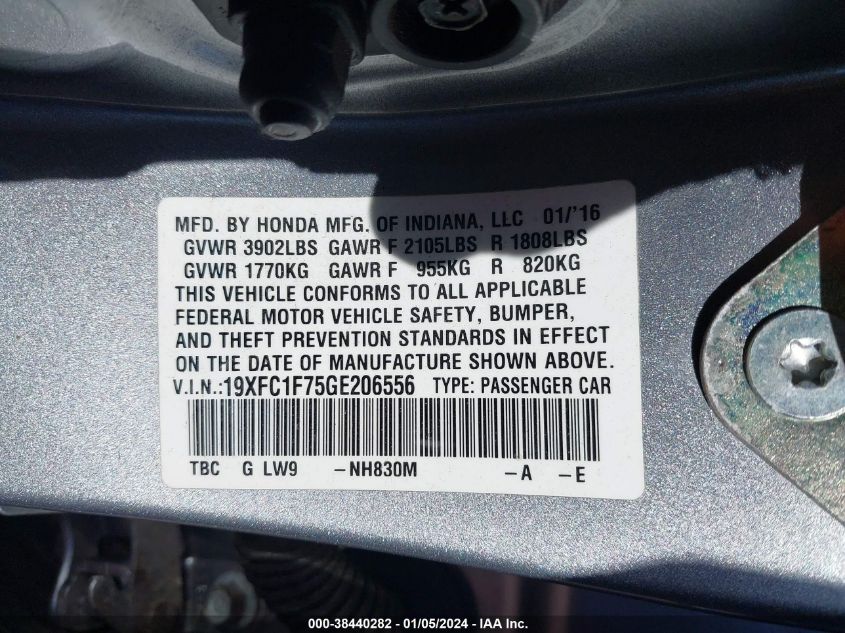 MFD. BY HONDA MFG. OF INDIANA, LLC 01/'16
GVWR 3902LBS GAWR F 2105LBS R 1808LBS
GVWR 1770KG GAWR F 955KG R 820KG
THIS VEHICLE CONFORMS TO ALL APPLICABLE
FEDERAL MOTOR VEHICLE SAFETY, BUMPER,
AND THEFT PREVENTION STANDARDS IN EFFECT
ON THE DATE OF MANUFACTURE SHOWN ABOVE.
V.I.N.:19XFC1F75GE206556 TYPE: PASSENGER CAR
TBC G LW9 -NH830M -A -E
000-38440282 - 01/05/2024 - IAA Inc.